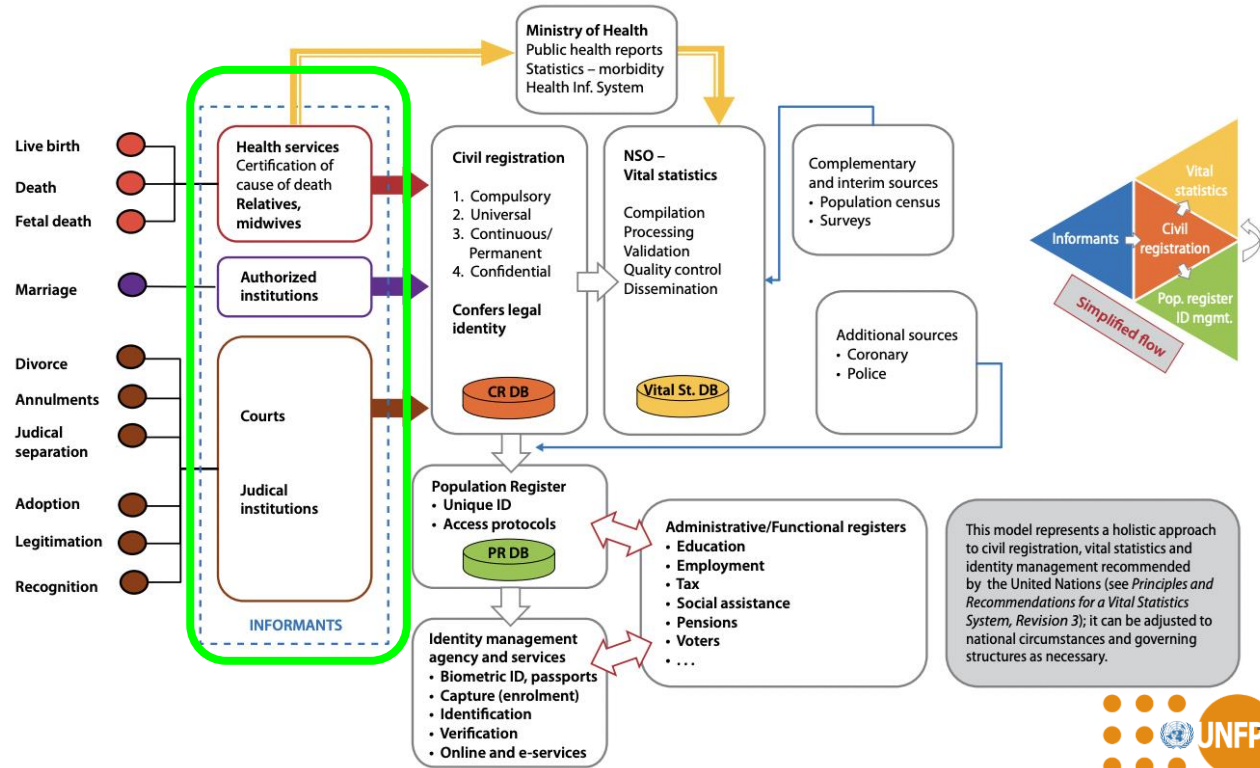 Ministry of Health
Public health reports
Statistics – morbidity
Health Inf. System
Live birth
Death
Fetal death
Marriage
Divorce
Annulments
Judical
separation
Adoption
Legitimation
Recognition
Health services
Certification of
cause of death
Relatives,
midwives
Authorized
institutions
Courts
Judical
institutions
INFORMANTS
Civil registration
1. Compulsory
2. Universal
3. Continuous/
Permanent
4. Confidential
Confers legal
identity
CR DB
NSO –
Vital statistics
Compilation
Processing
Validation
Quality control
Dissemination
Vital St. DB
Complementary
and interim sources
• Population census
• Surveys
Additional sources
• Coronary
• Police
Population Register
• Unique ID
• Access protocols
PR DB
Identity management
agency and services
• Biometric ID, passports
• Capture (enrolment)
• Identification
• Verification
• Online and e-services
Administrative/Functional registers
• Education
• Employment
• Tax
• Social assistance
• Pensions
• Voters
• . . .
Vital
statistics
Informants
Civil
registration
Pop. register
ID mgmt.
Simplified flow
This model represents a holistic approach
to civil registration, vital statistics and
identity management recommended
by the United Nations (see Principles and
Recommendations for a Vital Statistics
System, Revision 3); it can be adjusted to
national circumstances and governing
structures as necessary.
UNFP